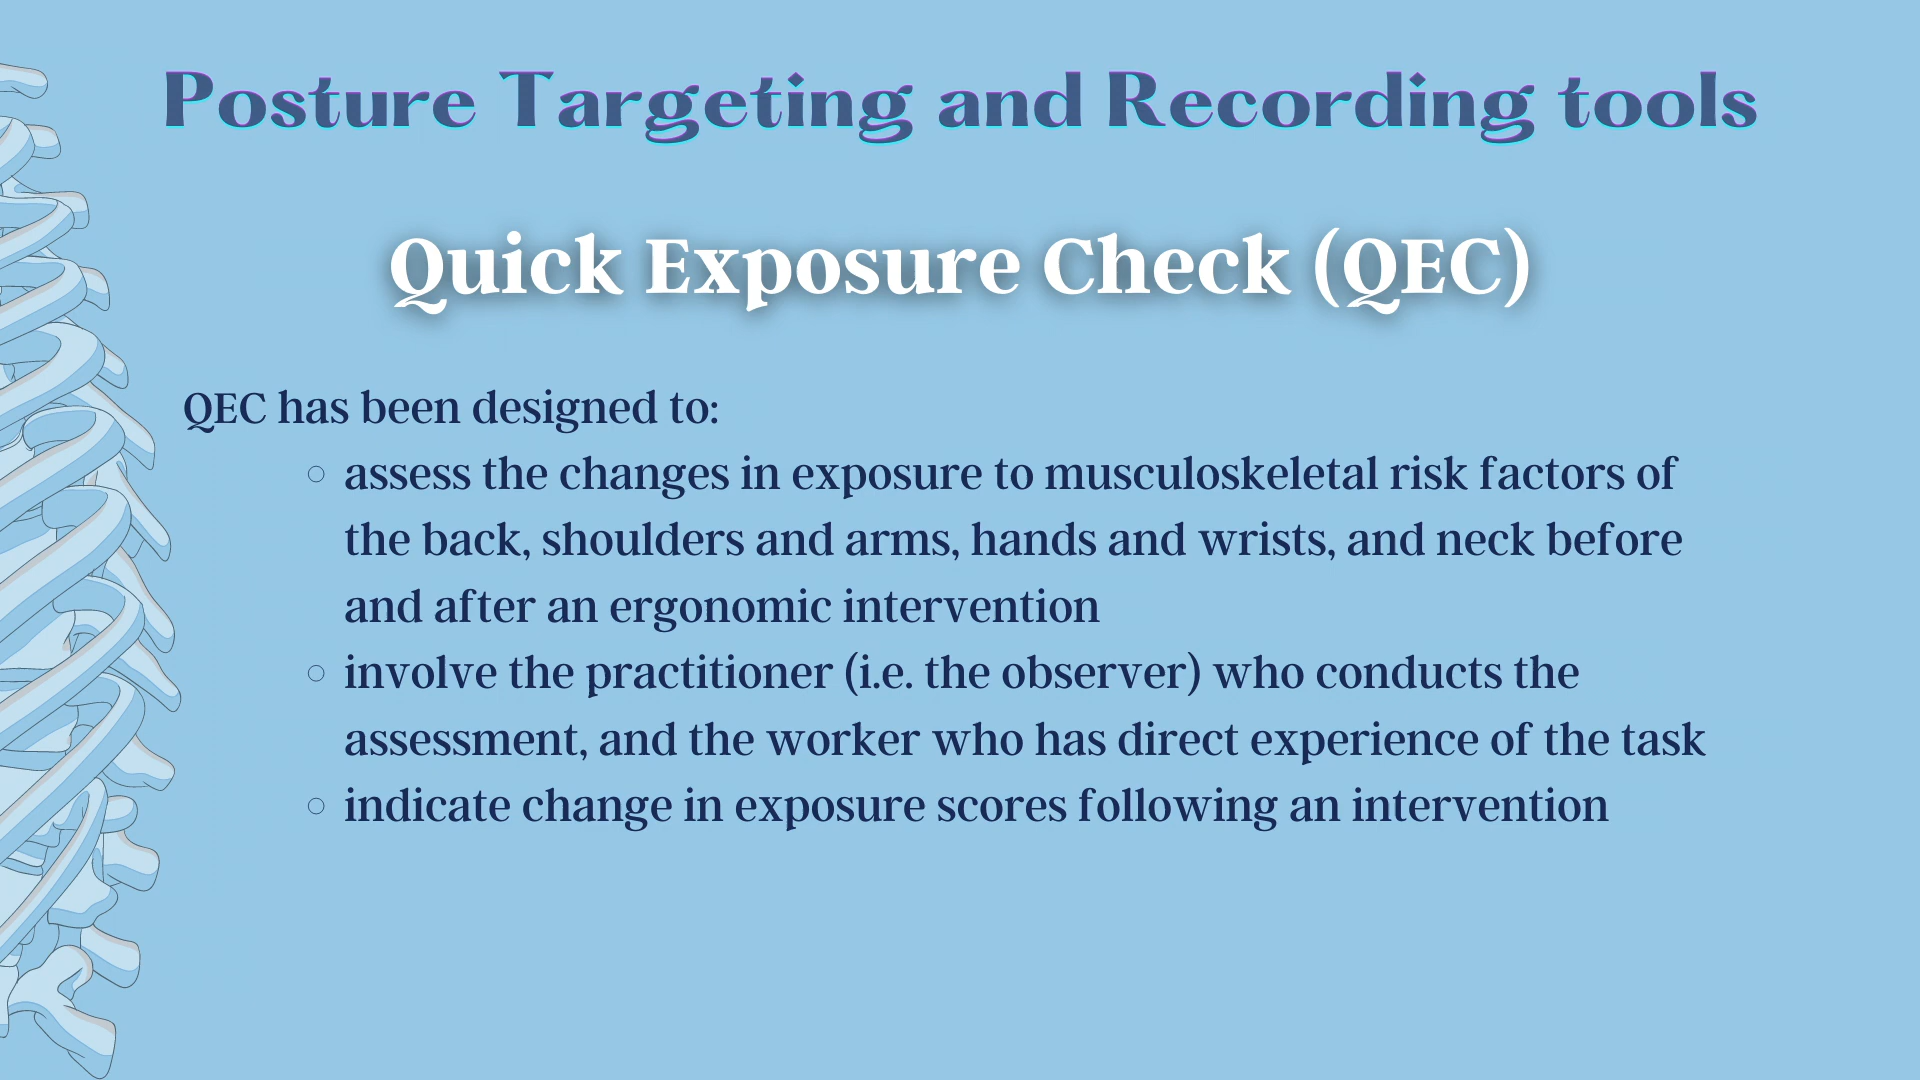 Posture Targeting and Recording tools
Quick Exposure Check (QEC)
QEC has been designed to:
◦ assess the changes in exposure to musculoskeletal risk factors of
the back, shoulders and arms, hands and wrists, and neck before
and after an ergonomic intervention
◦ involve the practitioner (i.e. the observer) who conducts the
assessment, and the worker who has direct experience of the task
◦ indicate change in exposure scores following an intervention